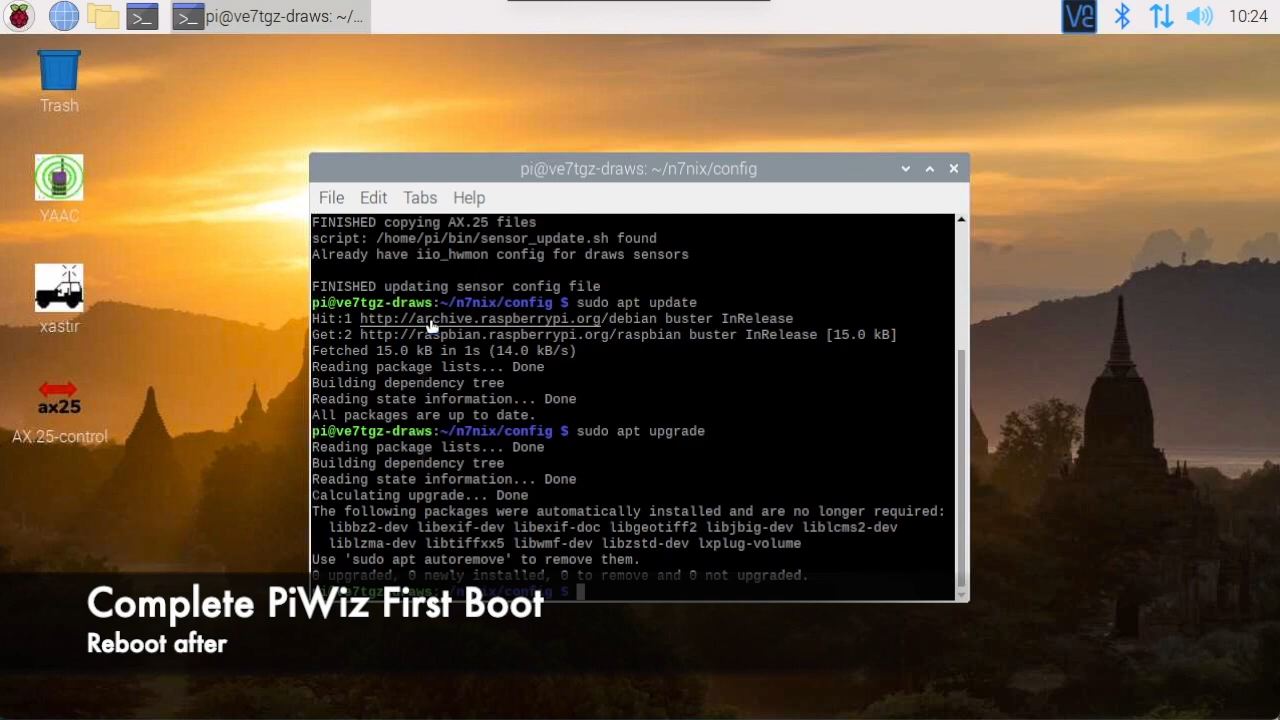 pi@ve7tgz-draws: ~/...
10:24
Trash
YAAC
xastir
ax25
AX.25-control
pi@ve7tgz-draws: ~/n7nix/config
File Edit Tabs Help
FINISHED copying AX.25 files
script: /home/pi/bin/sensor_update.sh found
Already have iio_hwmon config for draws sensors
FINISHED updating sensor config file
pi@ve7tgz-draws:~/n7nix/config $ sudo apt update
Hit:1 http://archive.raspberrypi.org/debian buster InRelease
Get:2 http://raspbian.raspberrypi.org/raspbian buster InRelease [15.0 kB]
Fetched 15.0 kB in 1s (14.0 kB/s)
Reading package lists... Done
Building dependency tree
Reading state information... Done
All packages are up to date.
pi@ve7tgz-draws:~/n7nix/config $ sudo apt upgrade
Reading package lists... Done
Building dependency tree
Reading state information... Done
Calculating upgrade... Done
The following packages were automatically installed and are no longer required:
libbz2-dev libexif-dev libexif-doc libgeotiff2 libjbig-dev liblcms2-dev
liblzma-dev libtiffxx5 libwmf-dev libzstd-dev lxplug-volume
Use 'sudo apt autoremove' to remove them.
0 upgraded, 0 newly installed, 0 to remove and 0 not upgraded.
pi@ve7tgz-draws:~/n7nix/config $
Complete PiWiz First Boot
Reboot after